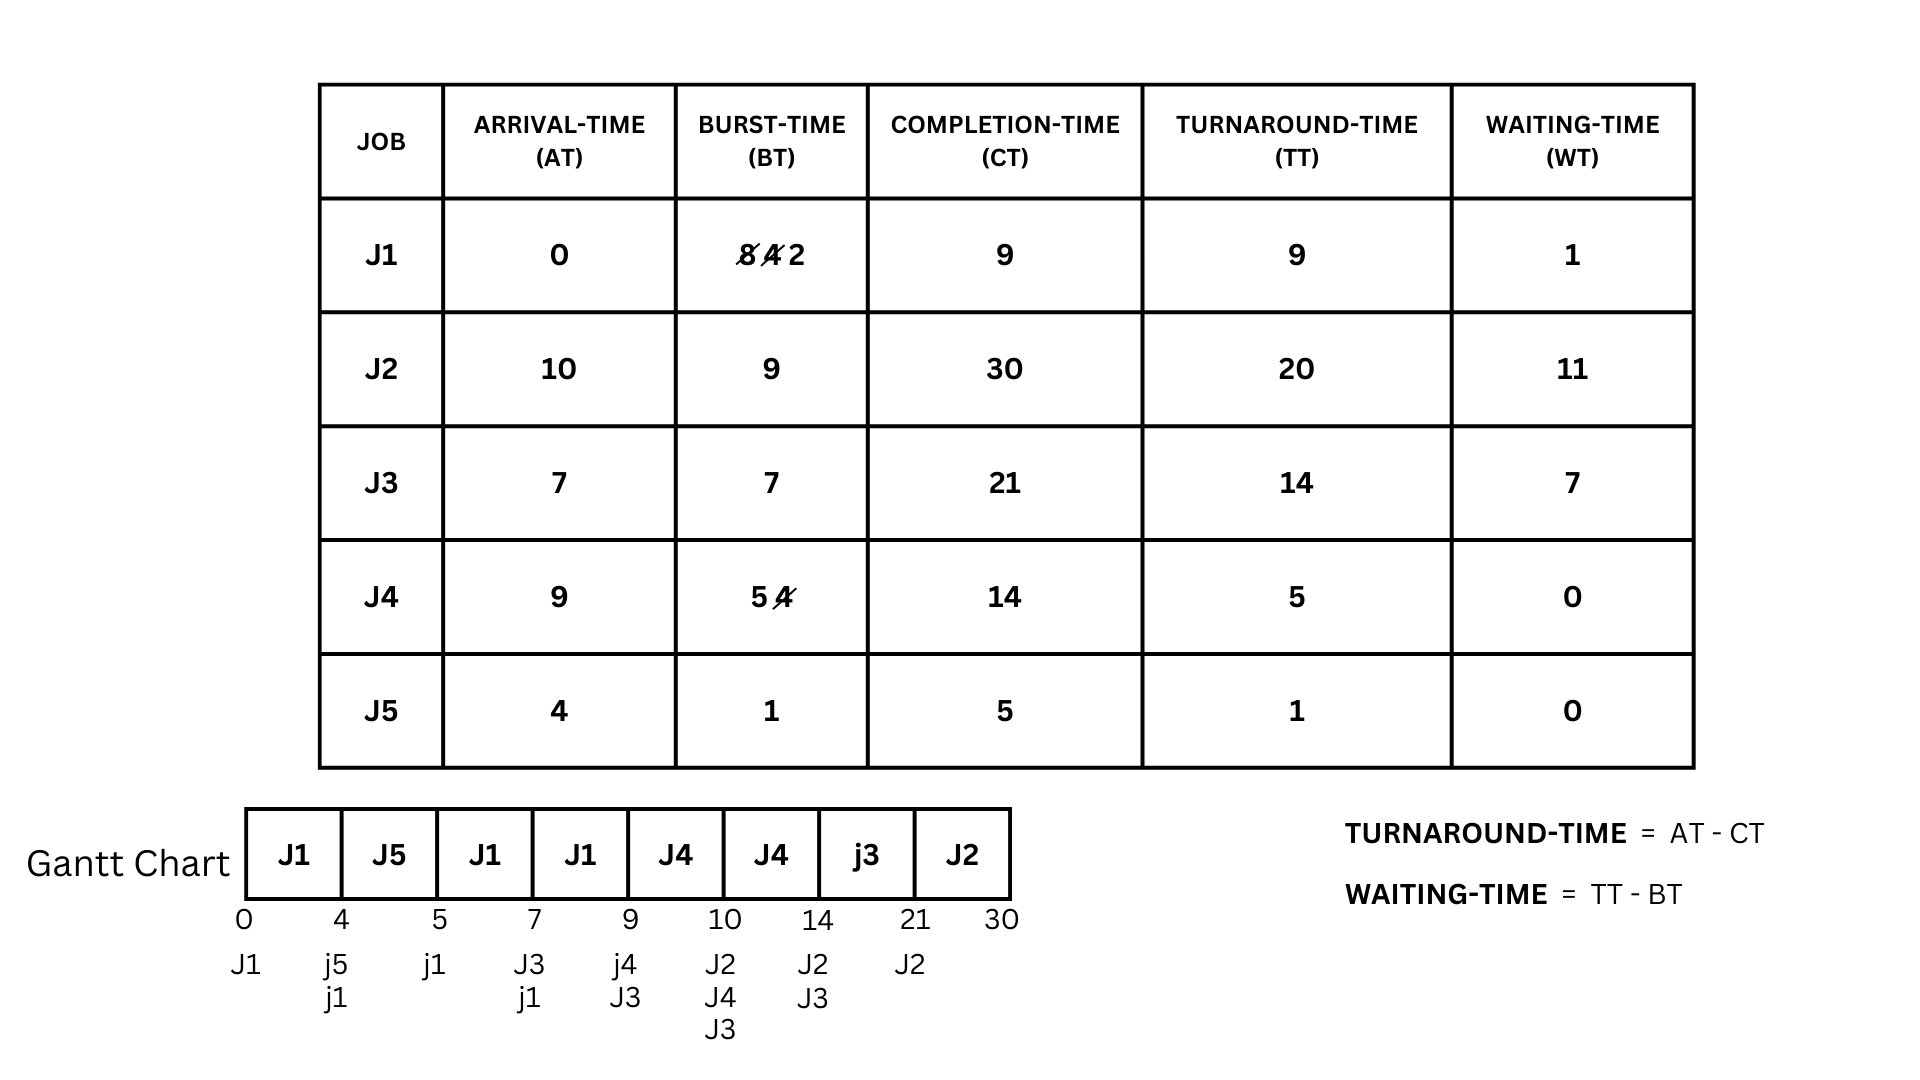 JOB ARRIVAL-TIME (AT) BURST-TIME (BT) COMPLETION-TIME (CT) TURNAROUND-TIME (TT) WAITING-TIME (WT)
J1 0 8 4 2 9 9 1
J2 10 9 30 20 11
J3 7 7 21 14 7
J4 9 5 4 14 5 0
J5 4 1 5 1 0
Gantt Chart J1 J5 J1 J1 J4 J4 j3 J2
0 4 5 7 9 10 14 21 30
J1 j5 j1 J3 j4 J2 J2 J2
j1 j1 J3 J4 J3
J3
TURNAROUND-TIME = AT - CT
WAITING-TIME = TT - BT